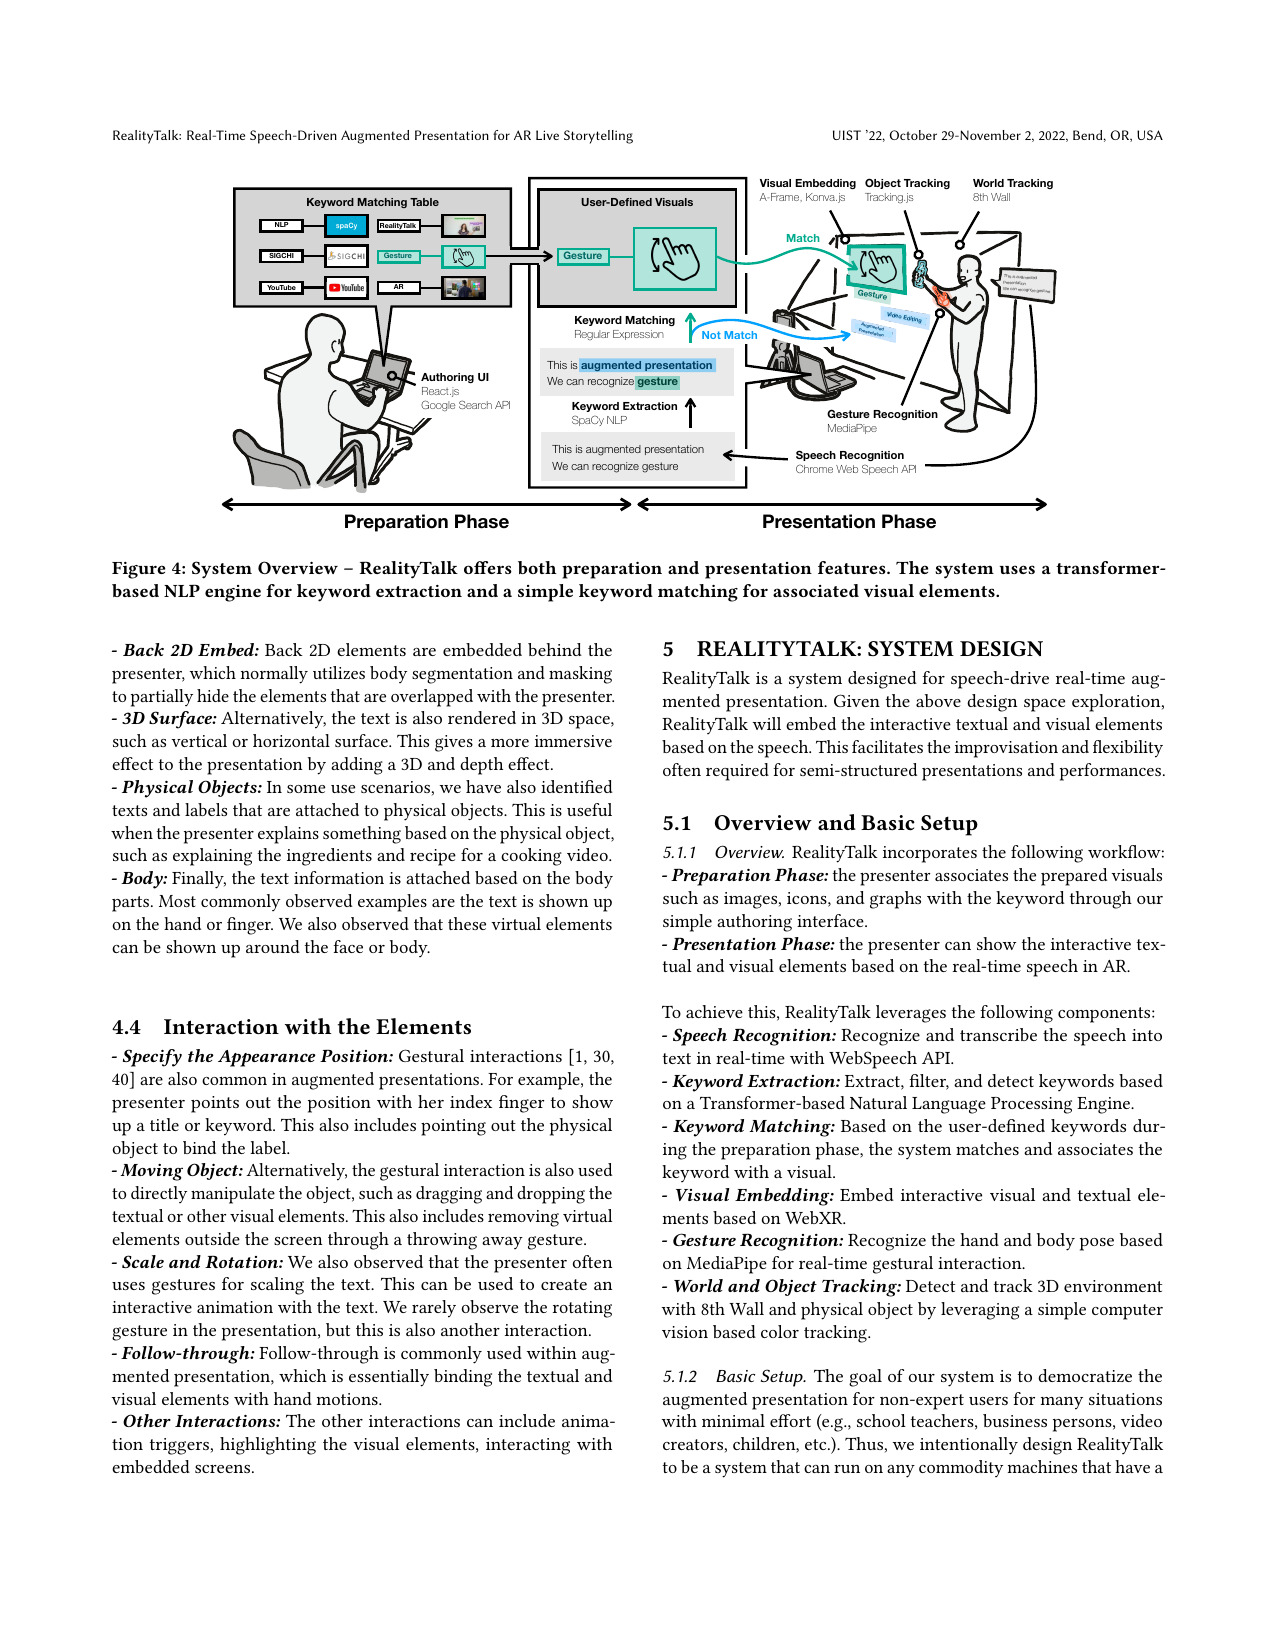 RealityTalk: Real-Time Speech-Driven Augmented Presentation for AR Live Storytelling
UIST ’22, October 29-November 2, 2022, Bend, OR, USA
Keyword Matching Table
NLP
spaCy
RealityTalk
SIGCHI
SIGCHI
Gesture
YouTube
YouTube
AR
Authoring UI
React.js
Google Search API
User-Defined Visuals
Gesture
Keyword Matching
Regular Expression
This is augmented presentation
We can recognize gesture
Keyword Extraction
SpaCy NLP
This is augmented presentation
We can recognize gesture
Match
Not Match
Visual Embedding
A-Frame, Konva.js
Object Tracking
Tracking.js
World Tracking
8th Wall
Gesture
Video Editing
Augmented
Presentation
This is augmented
Presentation
We can recognize gesture
Gesture Recognition
MediaPipe
Speech Recognition
Chrome Web Speech API
Preparation Phase
Presentation Phase
Figure 4: System Overview – RealityTalk offers both preparation and presentation features. The system uses a transformer-
based NLP engine for keyword extraction and a simple keyword matching for associated visual elements.
- Back 2D Embed: Back 2D elements are embedded behind the
presenter, which normally utilizes body segmentation and masking
to partially hide the elements that are overlapped with the presenter.
- 3D Surface: Alternatively, the text is also rendered in 3D space,
such as vertical or horizontal surface. This gives a more immersive
effect to the presentation by adding a 3D and depth effect.
- Physical Objects: In some use scenarios, we have also identified
texts and labels that are attached to physical objects. This is useful
when the presenter explains something based on the physical object,
such as explaining the ingredients and recipe for a cooking video.
- Body: Finally, the text information is attached based on the body
parts. Most commonly observed examples are the text is shown up
on the hand or finger. We also observed that these virtual elements
can be shown up around the face or body.
4.4 Interaction with the Elements
- Specify the Appearance Position: Gestural interactions [1, 30,
40] are also common in augmented presentations. For example, the
presenter points out the position with her index finger to show
up a title or keyword. This also includes pointing out the physical
object to bind the label.
- Moving Object: Alternatively, the gestural interaction is also used
to directly manipulate the object, such as dragging and dropping the
textual or other visual elements. This also includes removing virtual
elements outside the screen through a throwing away gesture.
- Scale and Rotation: We also observed that the presenter often
uses gestures for scaling the text. This can be used to create an
interactive animation with the text. We rarely observe the rotating
gesture in the presentation, but this is also another interaction.
- Follow-through: Follow-through is commonly used within aug-
mented presentation, which is essentially binding the textual and
visual elements with hand motions.
- Other Interactions: The other interactions can include anima-
tion triggers, highlighting the visual elements, interacting with
embedded screens.
5 REALITYTALK: SYSTEM DESIGN
RealityTalk is a system designed for speech-drive real-time aug-
mented presentation. Given the above design space exploration,
RealityTalk will embed the interactive textual and visual elements
based on the speech. This facilitates the improvisation and flexibility
often required for semi-structured presentations and performances.
5.1 Overview and Basic Setup
5.1.1 Overview. RealityTalk incorporates the following workflow:
- Preparation Phase: the presenter associates the prepared visuals
such as images, icons, and graphs with the keyword through our
simple authoring interface.
- Presentation Phase: the presenter can show the interactive tex-
tual and visual elements based on the real-time speech in AR.
To achieve this, RealityTalk leverages the following components:
- Speech Recognition: Recognize and transcribe the speech into
text in real-time with WebSpeech API.
- Keyword Extraction: Extract, filter, and detect keywords based
on a Transformer-based Natural Language Processing Engine.
- Keyword Matching: Based on the user-defined keywords dur-
ing the preparation phase, the system matches and associates the
keyword with a visual.
- Visual Embedding: Embed interactive visual and textual ele-
ments based on WebXR.
- Gesture Recognition: Recognize the hand and body pose based
on MediaPipe for real-time gestural interaction.
- World and Object Tracking: Detect and track 3D environment
with 8th Wall and physical object by leveraging a simple computer
vision based color tracking.
5.1.2 Basic Setup. The goal of our system is to democratize the
augmented presentation for non-expert users for many situations
with minimal effort (e.g., school teachers, business persons, video
creators, children, etc.). Thus, we intentionally design RealityTalk
to be a system that can run on any commodity machines that have a